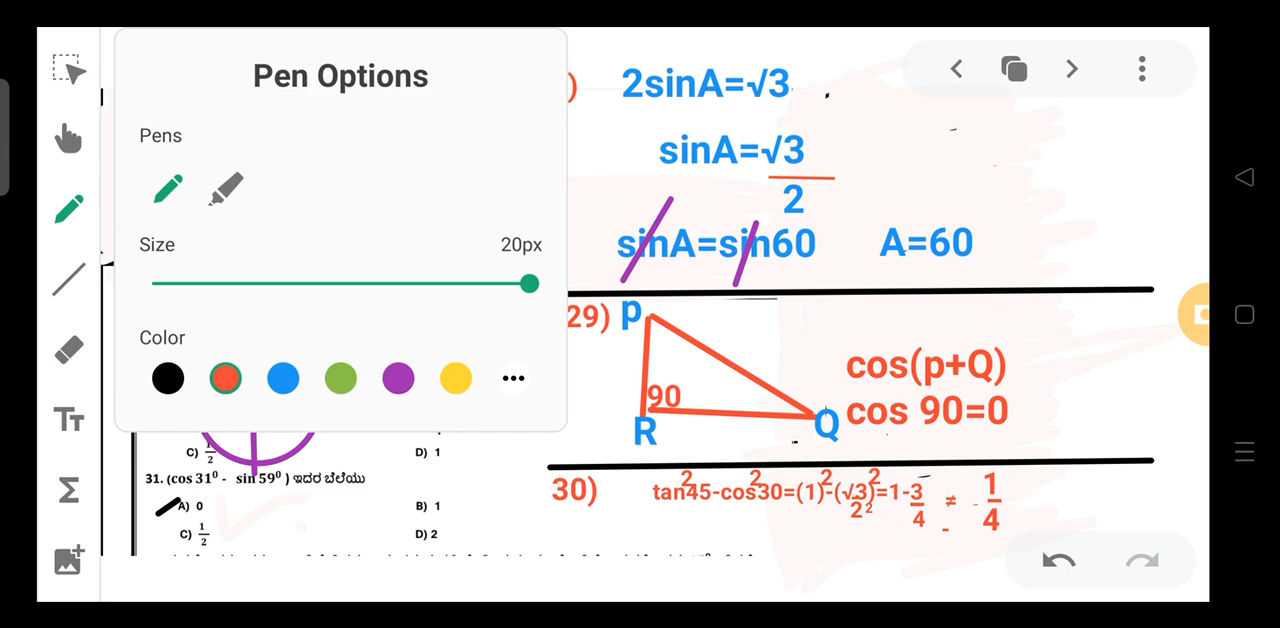 Pen Options
Pens
Size 20px
Color
C) 1/2 D) 1
31. (cos 31⁰ - sin 59⁰ ) ಇದರ ಬೆಲೆಯು
A) 0 B) 1
C) 1/2 D) 2
) 2sinA=√3
sinA=√3/2
sinA=sin60 A=60
29) p
90
R Q
cos(p+Q)
cos 90=0
30) tan²45-cos²30=(1)²-(√3/2)²=1-3/4 ≠ 1/4
Tт
Σ